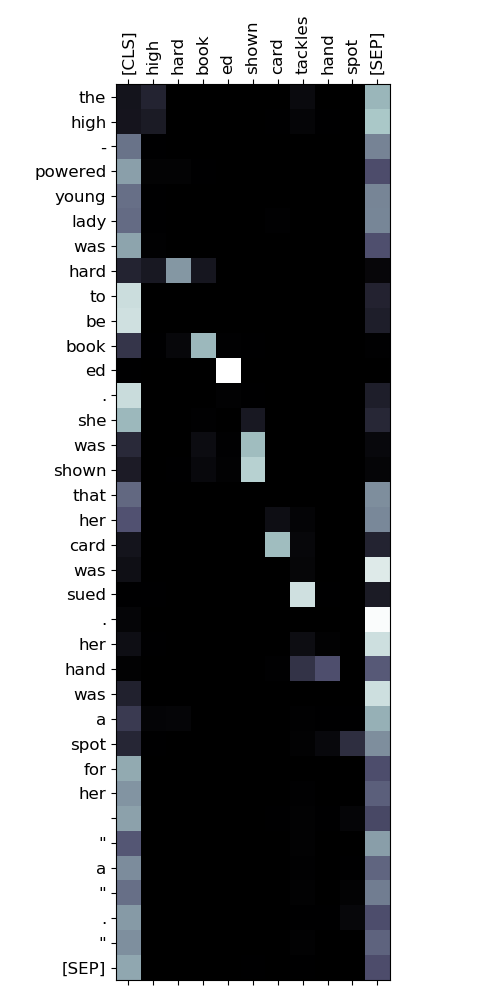 [CLS] high hard book ed shown card tackles hand spot [SEP]
the
high
-
powered
young
lady
was
hard
to
be
book
ed
.
she
was
shown
that
her
card
was
sued
.
her
hand
was
a
spot
for
her
-
"
a
"
.
"
[SEP]